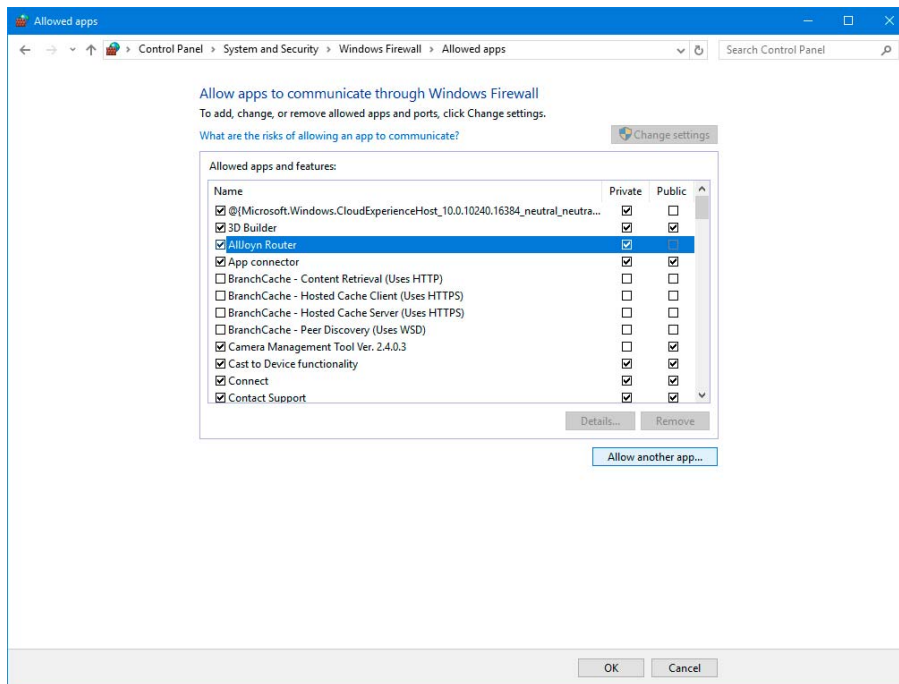 Allowed apps
Control Panel > System and Security > Windows Firewall > Allowed apps
Search Control Panel
Allow apps to communicate through Windows Firewall
To add, change, or remove allowed apps and ports, click Change settings.
What are the risks of allowing an app to communicate?
Change settings
Allowed apps and features:
Name Private Public
@{Microsoft.Windows.CloudExperienceHost_10.0.10240.16384_neutral_neutra...
3D Builder
AllJoyn Router
App connector
BranchCache - Content Retrieval (Uses HTTP)
BranchCache - Hosted Cache Client (Uses HTTPS)
BranchCache - Hosted Cache Server (Uses HTTPS)
BranchCache - Peer Discovery (Uses WSD)
Camera Management Tool Ver. 2.4.0.3
Cast to Device functionality
Connect
Contact Support
Details... Remove
Allow another app...
OK Cancel